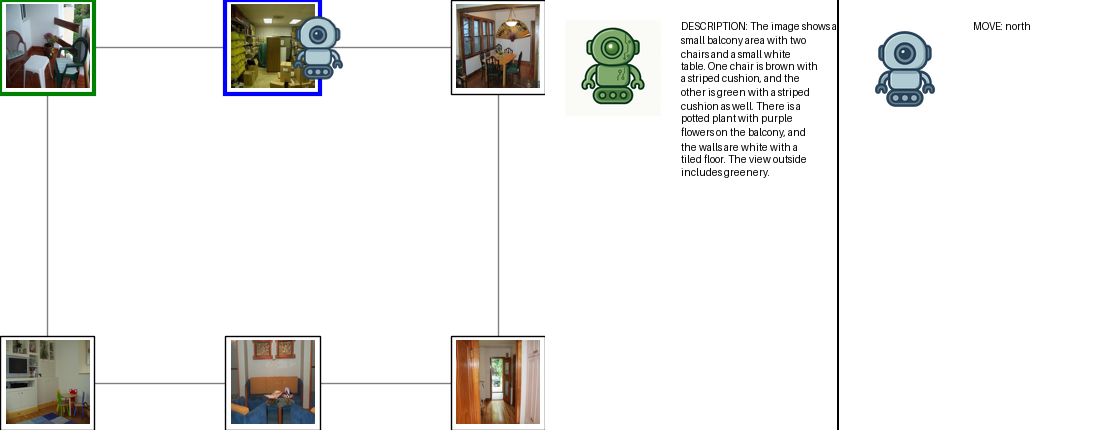 DESCRIPTION: The image shows a
small balcony area with two
chairs and a small white
table. One chair is brown with
a striped cushion, and the
other is green with a striped
cushion as well. There is a
potted plant with purple
flowers on the balcony, and
the walls are white with a
tiled floor. The view outside
includes greenery.
MOVE: north